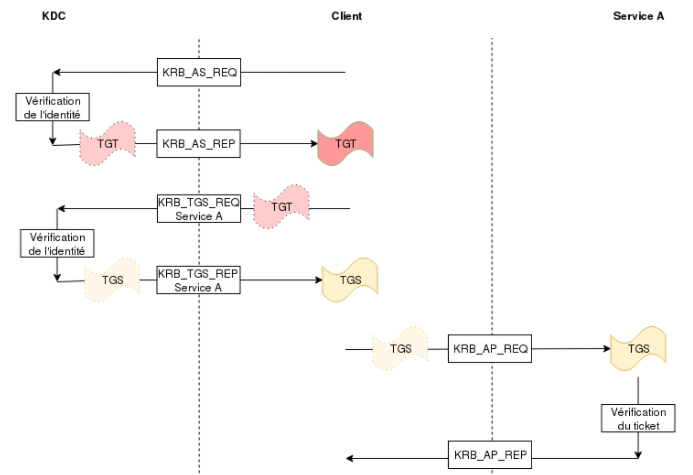 KDC
Client
Service A
KRB_AS_REQ
Vérification
de l'identité
TGT
KRB_AS_REP
TGT
KRB_TGS_REQ
Service A
TGT
Vérification
de l'identité
TGS
KRB_TGS_REP
Service A
TGS
TGS
KRB_AP_REQ
TGS
Vérification
du ticket
KRB_AP_REP